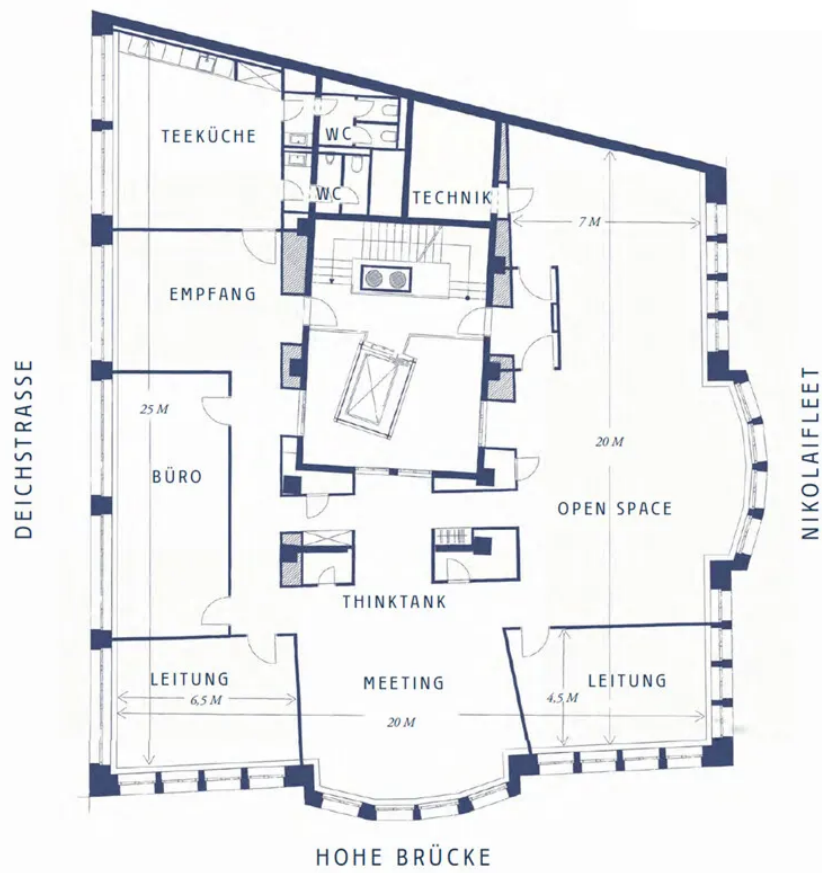 TEEKÜCHE
WC
WC
TECHNIK
7 M
EMPFANG
DEICHSTRASSE
NIKOLAIFLEET
25 M
20 M
BÜRO
OPEN SPACE
THINKTANK
LEITUNG
6,5 M
MEETING
LEITUNG
4,5 M
20 M
HOHE BRÜCKE